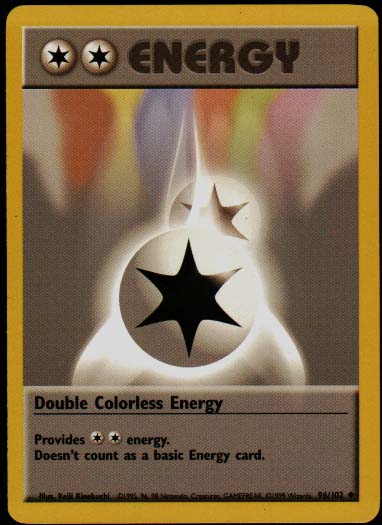 ENERGY
Double Colorless Energy
Provides energy.
Doesn't count as a basic Energy card.
Illus. Keiji Kinebuchi ©1995, 96, 98 Nintendo, Creatures, GAMEFREAK. ©1995 Wizards. 96/102